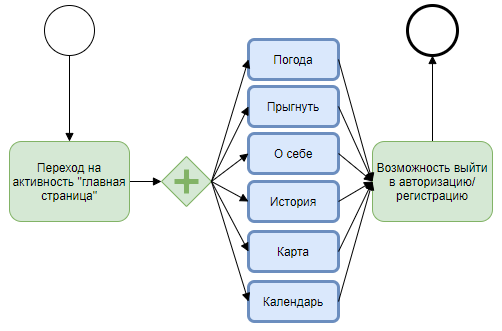 Переход на
активность "главная
страница"
Погода
Прыгнуть
О себе
История
Карта
Календарь
Возможность выйти
в авторизацию/
регистрацию